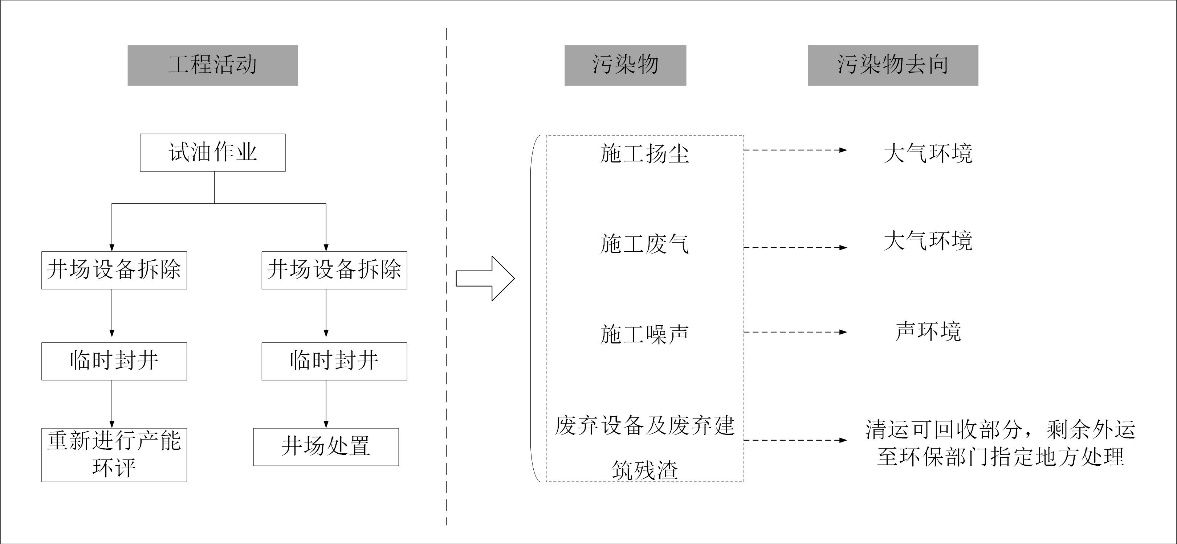 工程活动
污染物
污染物去向
试油作业
井场设备拆除
井场设备拆除
临时封井
临时封井
重新进行产能
环评
井场处置
施工扬尘
大气环境
施工废气
大气环境
施工噪声
声环境
废弃设备及废弃建
筑残渣
清运可回收部分，剩余外运
至环保部门指定地方处理